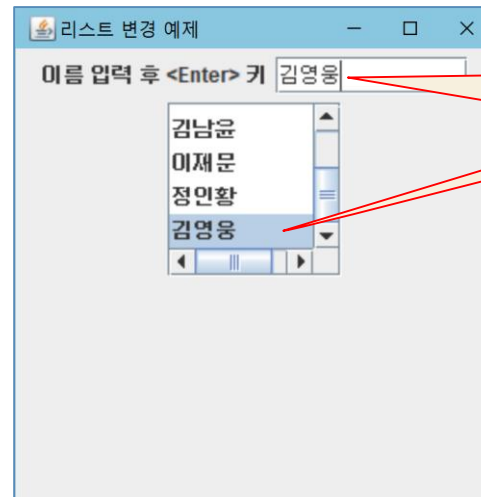 리스트 변경 예제
이름 입력 후 <Enter> 키 김영웅
김남윤
이재문
정인황
김영웅